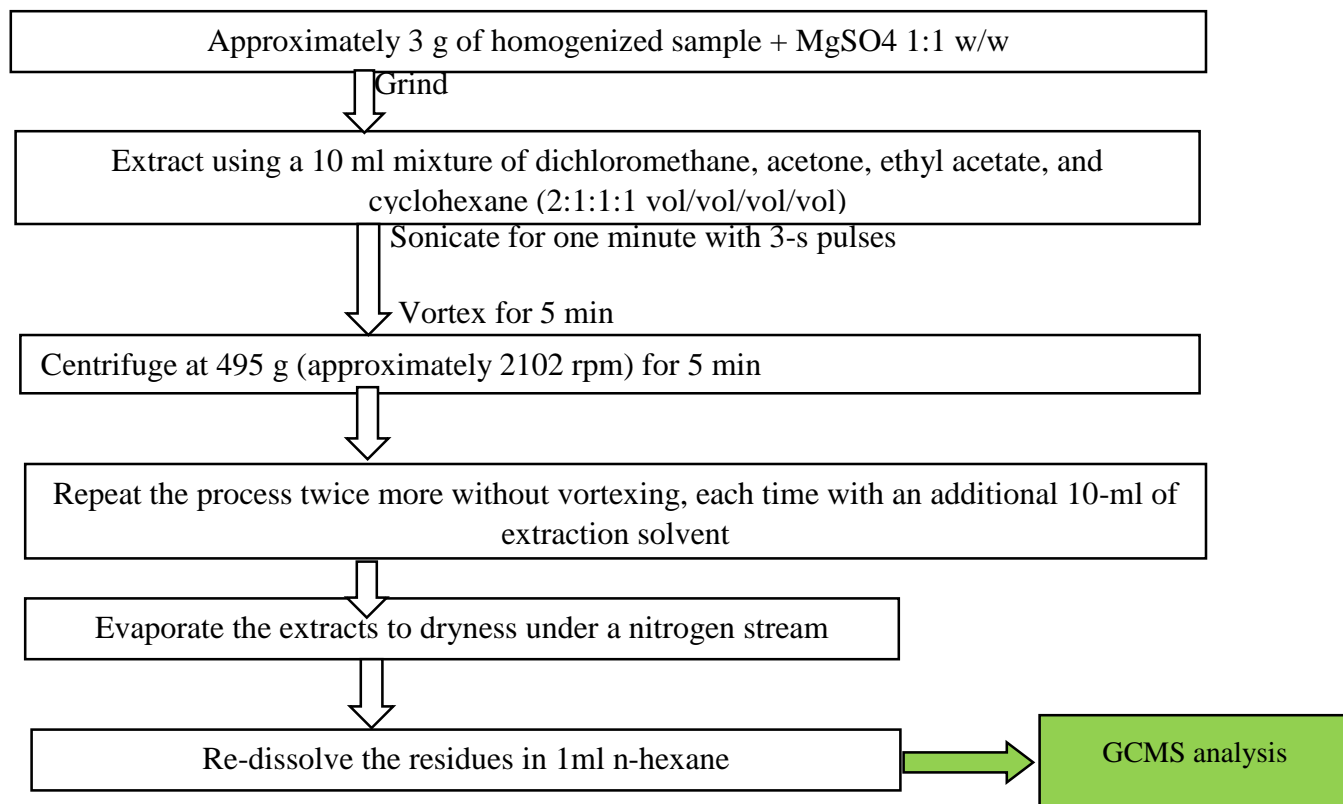 Approximately 3 g of homogenized sample + MgSO4 1:1 w/w
Grind
Extract using a 10 ml mixture of dichloromethane, acetone, ethyl acetate, and
cyclohexane (2:1:1:1 vol/vol/vol/vol)
Sonicate for one minute with 3-s pulses
Vortex for 5 min
Centrifuge at 495 g (approximately 2102 rpm) for 5 min
Repeat the process twice more without vortexing, each time with an additional 10-ml of
extraction solvent
Evaporate the extracts to dryness under a nitrogen stream
Re-dissolve the residues in 1ml n-hexane
GCMS analysis